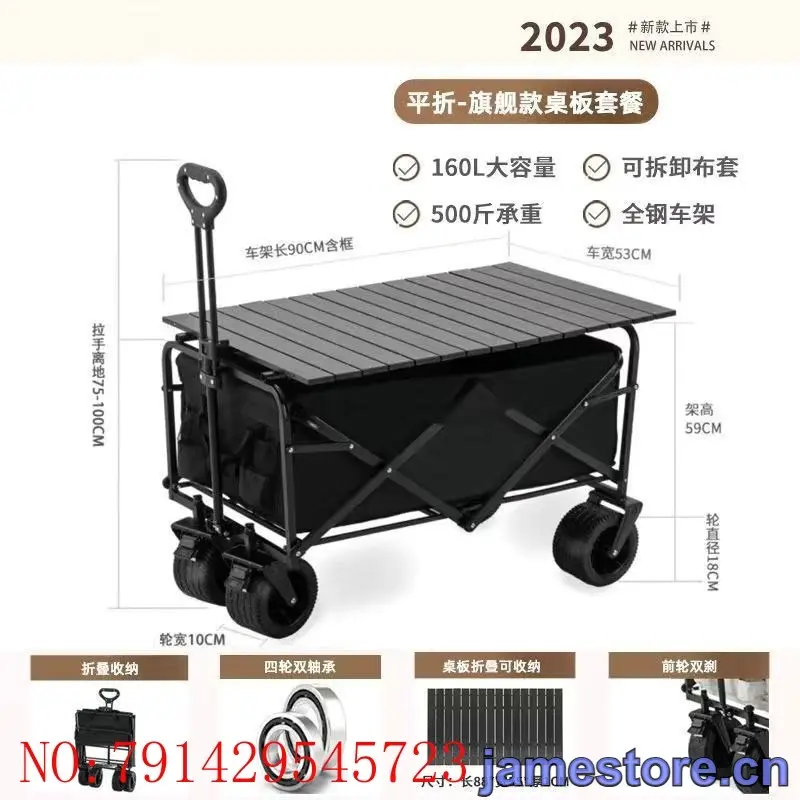 2023
#新款上市#
NEW ARRIVALS
平折-旗舰款桌板套餐
160L大容量
可拆卸布套
500斤承重
全钢车架
车架长90CM含框
车宽53CM
拉手离地75-100CM
架高
59CM
轮直径18CM
轮宽10CM
折叠收纳
四轮双轴承
桌板折叠可收纳
前轮双刹
NO:791429545723
jamestore.cn